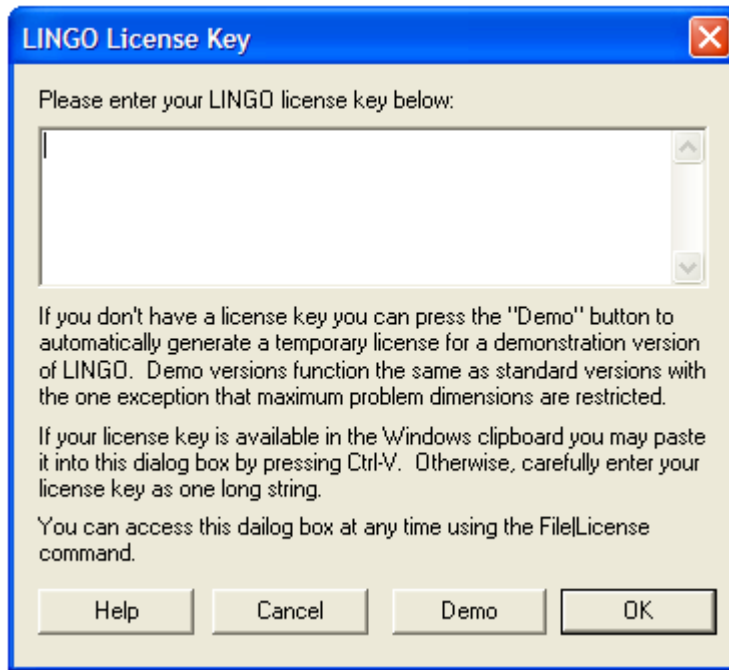 LINGO License Key
Please enter your LINGO license key below:
If you don't have a license key you can press the "Demo" button to
automatically generate a temporary license for a demonstration version
of LINGO.  Demo versions function the same as standard versions with
the one exception that maximum problem dimensions are restricted.
If your license key is available in the Windows clipboard you may paste
it into this dialog box by pressing Ctrl-V.  Otherwise, carefully enter your
license key as one long string.
You can access this dailog box at any time using the File|License
command.
Help Cancel Demo OK